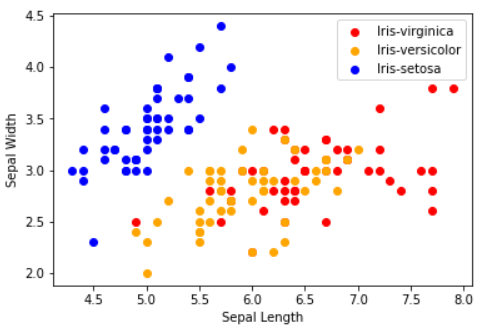 4.5
4.0
3.5
3.0
2.5
2.0
Sepal Width
Iris-virginica
Iris-versicolor
Iris-setosa
4.5 5.0 5.5 6.0 6.5 7.0 7.5 8.0
Sepal Length